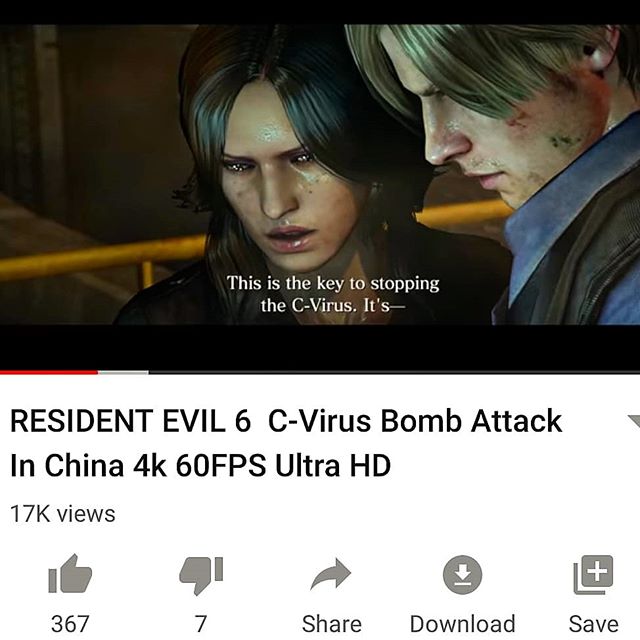 This is the key to stopping
the C-Virus. It's—
RESIDENT EVIL 6  C-Virus Bomb Attack
In China 4k 60FPS Ultra HD
17K views
367
7
Share
Download
Save